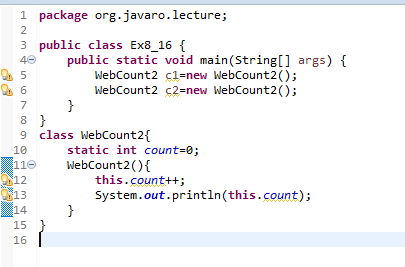 1 package org.javaro.lecture;
2
3 public class Ex8_16 {
4 public static void main(String[] args) {
5 WebCount2 c1=new WebCount2();
6 WebCount2 c2=new WebCount2();
7 }
8 }
9 class WebCount2{
10 static int count=0;
11 WebCount2(){
12 this.count++;
13 System.out.println(this.count);
14 }
15 }
16